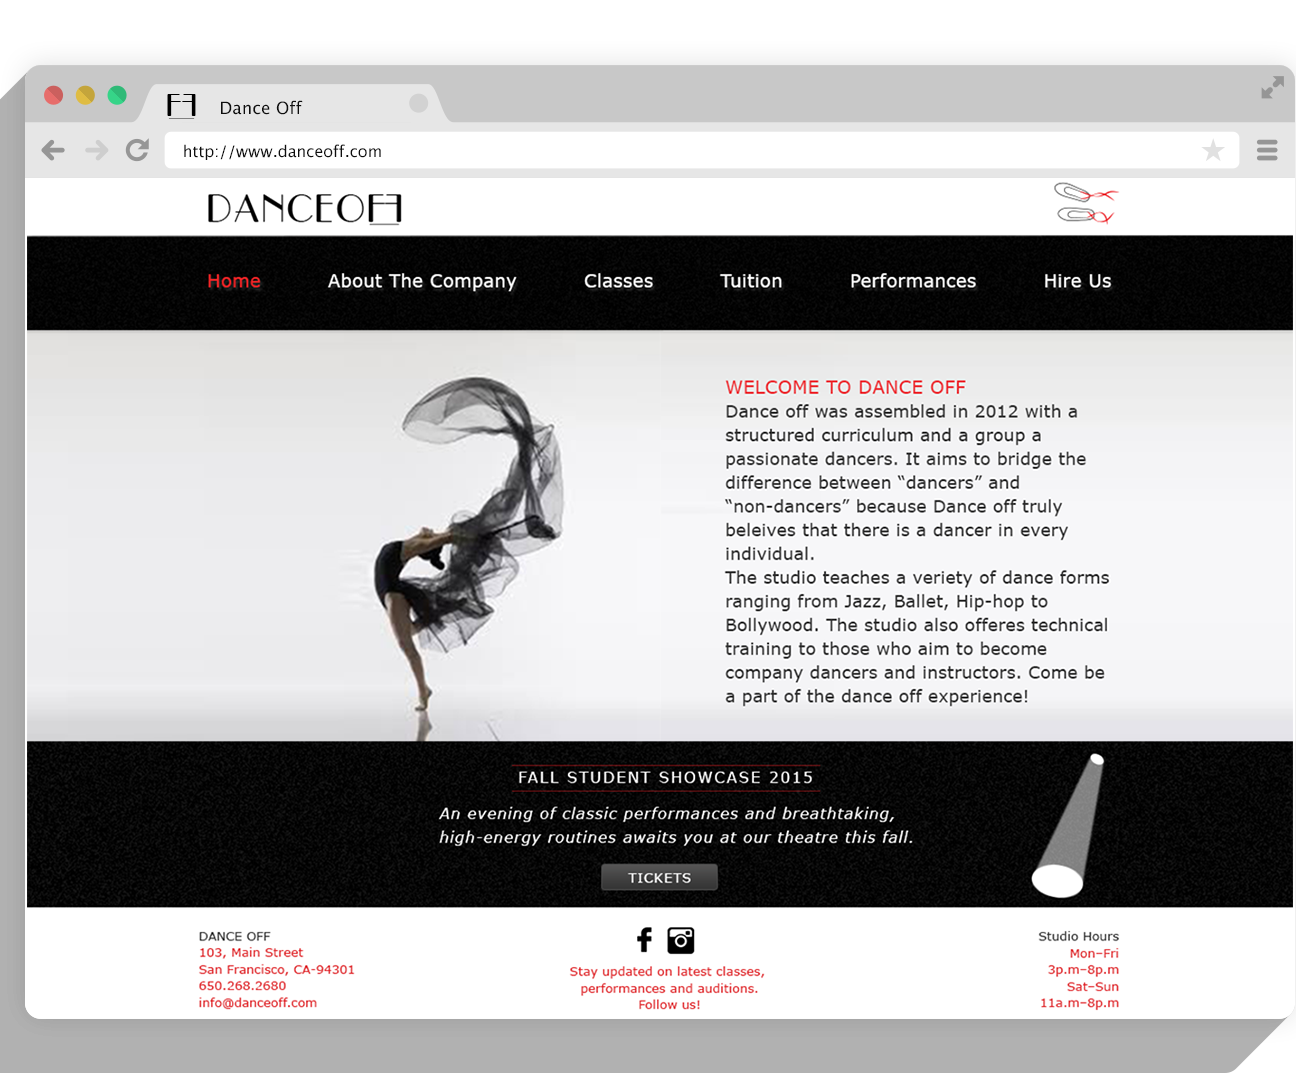 Dance Off
http://www.danceoff.com
DANCEOFF
Home About The Company Classes Tuition Performances Hire Us
WELCOME TO DANCE OFF
Dance off was assembled in 2012 with a
structured curriculum and a group a
passionate dancers. It aims to bridge the
difference between “dancers” and
“non-dancers” because Dance off truly
beleives that there is a dancer in every
individual.
The studio teaches a veriety of dance forms
ranging from Jazz, Ballet, Hip-hop to
Bollywood. The studio also offeres technical
training to those who aim to become
company dancers and instructors. Come be
a part of the dance off experience!
FALL STUDENT SHOWCASE 2015
An evening of classic performances and breathtaking,
high-energy routines awaits you at our theatre this fall.
TICKETS
DANCE OFF
103, Main Street
San Francisco, CA-94301
650.268.2680
info@danceoff.com
Stay updated on latest classes,
performances and auditions.
Follow us!
Studio Hours
Mon–Fri
3p.m–8p.m
Sat–Sun
11a.m–8p.m